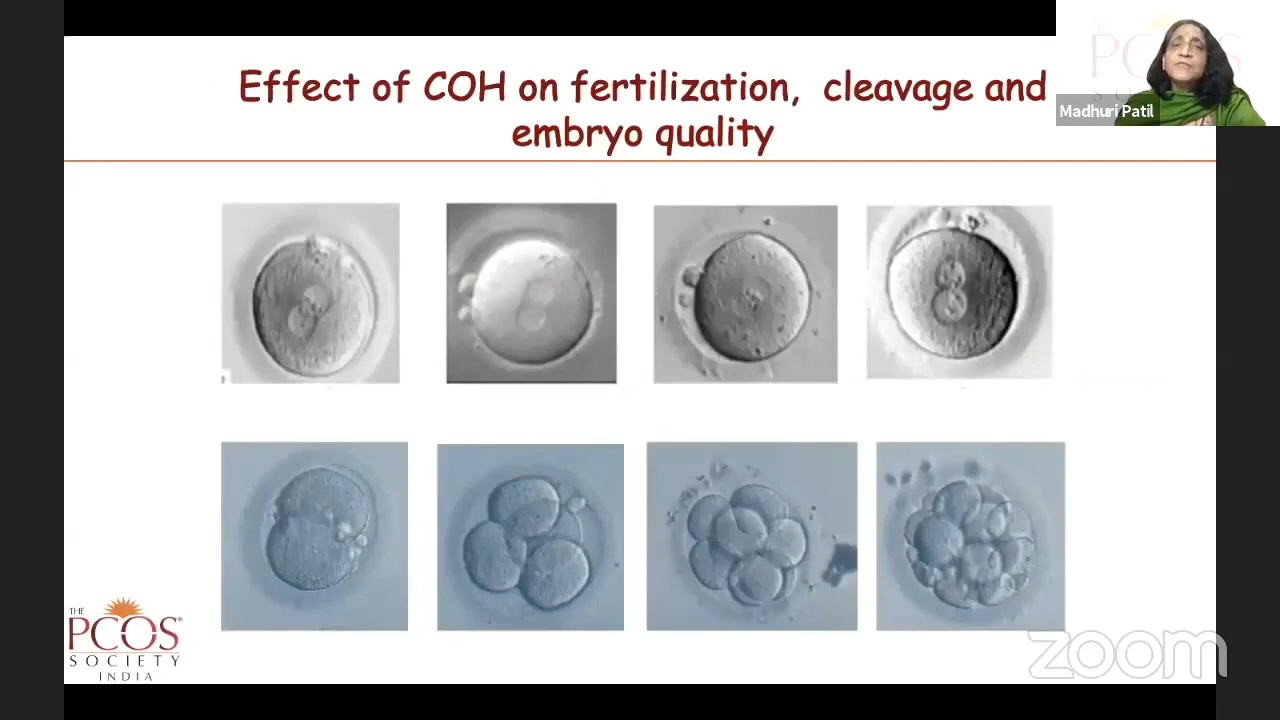 Effect of COH on fertilization, cleavage and
embryo quality
Madhuri Patil
THE
PCOS®
SOCIETY
INDIA
zoom